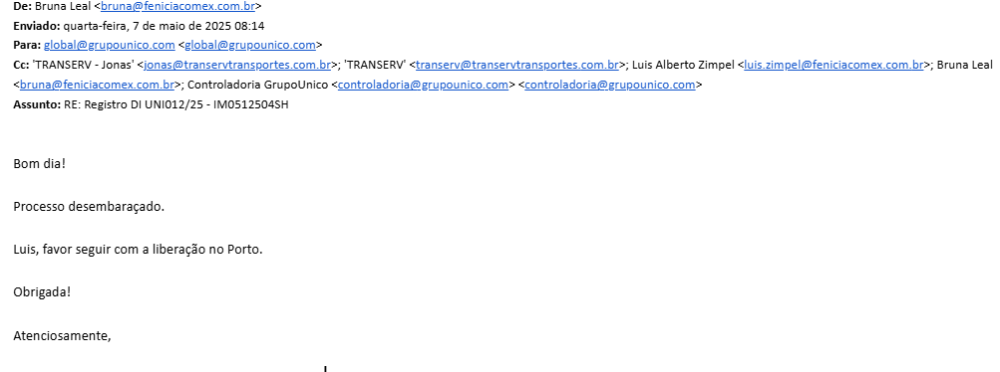 De: Bruna Leal <bruna@feniciacomex.com.br>
Enviado: quarta-feira, 7 de maio de 2025 08:14
Para: global@grupounico.com <global@grupounico.com>
Cc: 'TRANSERV - Jonas' <jonas@transervtransportes.com.br>; 'TRANSERV' <transerv@transervtransportes.com.br>; Luis Alberto Zimpel <luis.zimpel@feniciacomex.com.br>; Bruna Leal
<bruna@feniciacomex.com.br>; Controladoria GrupoUnico <controladoria@grupounico.com> <controladoria@grupounico.com>
Assunto: RE: Registro DI UNI012/25 - IM0512504SH
Bom dia!
Processo desembaraçado.
Luis, favor seguir com a liberação no Porto.
Obrigada!
Atenciosamente,